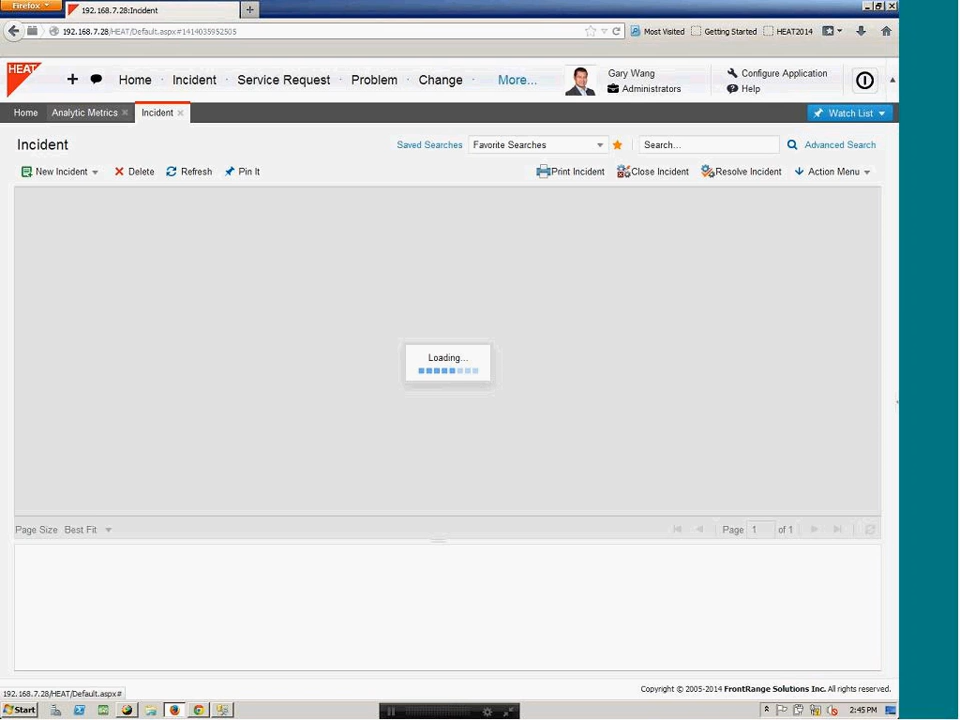 Firefox
192.168.7.28:Incident
192.168.7.28/HEAT/Default.aspx#1414035952505
Most Visited
Getting Started
HEAT2014
HEAT
Home
Incident
Service Request
Problem
Change
More...
Gary Wang
Administrators
Configure Application
Help
Home
Analytic Metrics
Incident
Watch List
Incident
Saved Searches
Favorite Searches
Search...
Advanced Search
New Incident
Delete
Refresh
Pin It
Print Incident
Close Incident
Resolve Incident
Action Menu
Loading...
Page Size Best Fit
Page 1 of 1
Copyright © 2005-2014 FrontRange Solutions Inc. All rights reserved.
192.168.7.28/HEAT/Default.aspx#
Start
2:45 PM